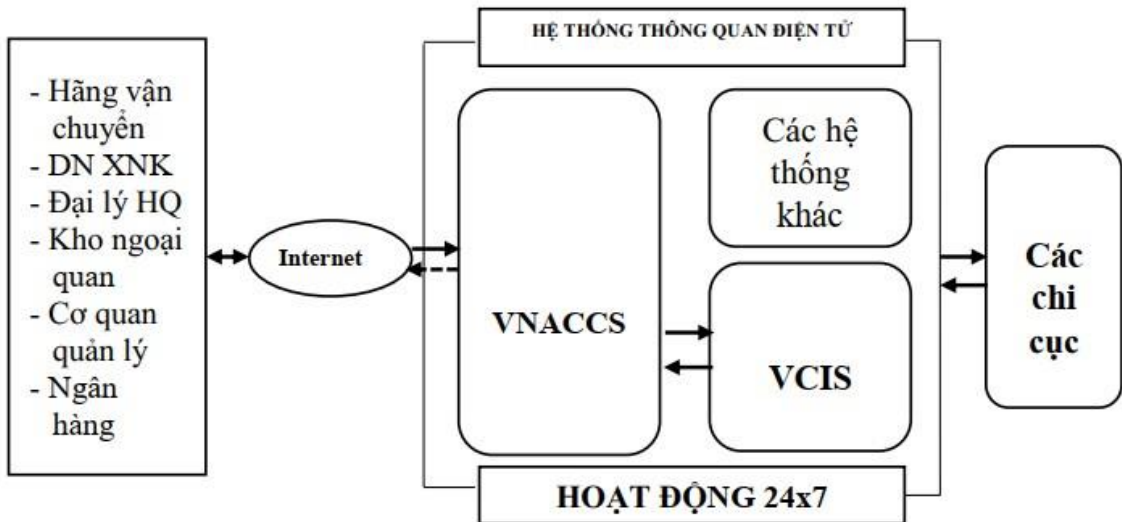 HỆ THỐNG THÔNG QUAN ĐIỆN TỬ
- Hãng vận
chuyển
- DN XNK
- Đại lý HQ
- Kho ngoại
quan
- Cơ quan
quản lý
- Ngân
hàng
Internet
VNACCS
Các hệ
thống
khác
VCIS
Các
chi
cục
HOẠT ĐỘNG 24x7